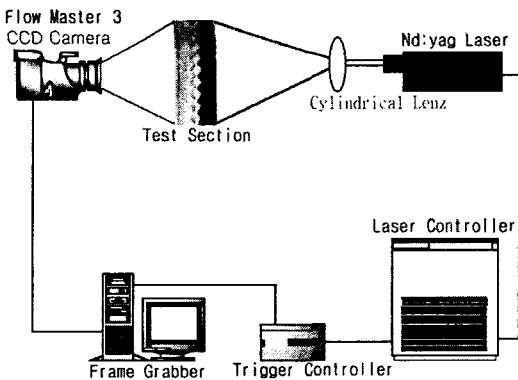 Flow Master 3
CCD Camera
Nd:yag Laser
Cylindrical Lenz
Test Section
Laser Controller
Frame Grabber
Trigger Controller